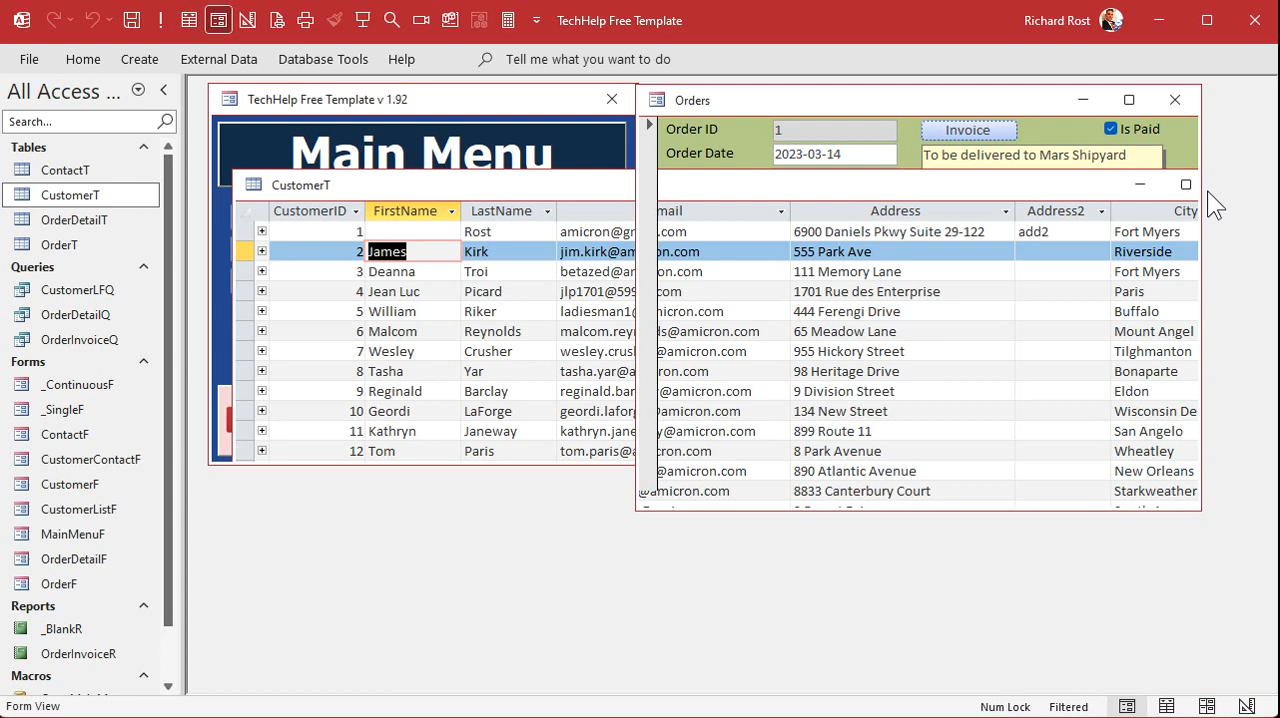 TechHelp Free Template
Richard Rost
File Home Create External Data Database Tools Help Tell me what you want to do
All Access ...
Search...
Tables
ContactT
CustomerT
OrderDetailT
OrderT
Queries
CustomerLFQ
OrderDetailQ
OrderInvoiceQ
Forms
_ContinuousF
_SingleF
ContactF
CustomerContactF
CustomerF
CustomerListF
MainMenuF
OrderDetailF
OrderF
Reports
_BlankR
OrderInvoiceR
Macros
TechHelp Free Template v 1.92
Main Menu
Orders
Order ID 1 Invoice Is Paid
Order Date 2023-03-14 To be delivered to Mars Shipyard
CustomerT
CustomerID FirstName LastName mail Address Address2 City
1 Rost amicron@gr .com 6900 Daniels Pkwy Suite 29-122 add2 Fort Myers
2 James Kirk jim.kirk@am on.com 555 Park Ave Riverside
3 Deanna Troi betazed@ar n.com 111 Memory Lane Fort Myers
4 Jean Luc Picard jlp1701@599 com 1701 Rue des Enterprise Paris
5 William Riker ladiesman1 n.com 444 Ferengi Drive Buffalo
6 Malcom Reynolds malcom.rey ds@amicron.com 65 Meadow Lane Mount Angel
7 Wesley Crusher wesley.crus @amicron.com 955 Hickory Street Tilghmanton
8 Tasha Yar tasha.yar@a micron.com 98 Heritage Drive Bonaparte
9 Reginald Barclay reginald.bar @amicron.com 9 Division Street Eldon
10 Geordi LaForge geordi.laforg @amicron.com 134 New Street Wisconsin De
11 Kathryn Janeway kathryn.jane @amicron.com 899 Route 11 San Angelo
12 Tom Paris tom.paris@a micron.com 8 Park Avenue Wheatley
@amicron.com 890 Atlantic Avenue New Orleans
@amicron.com 8833 Canterbury Court Starkweather
Form View Num Lock Filtered